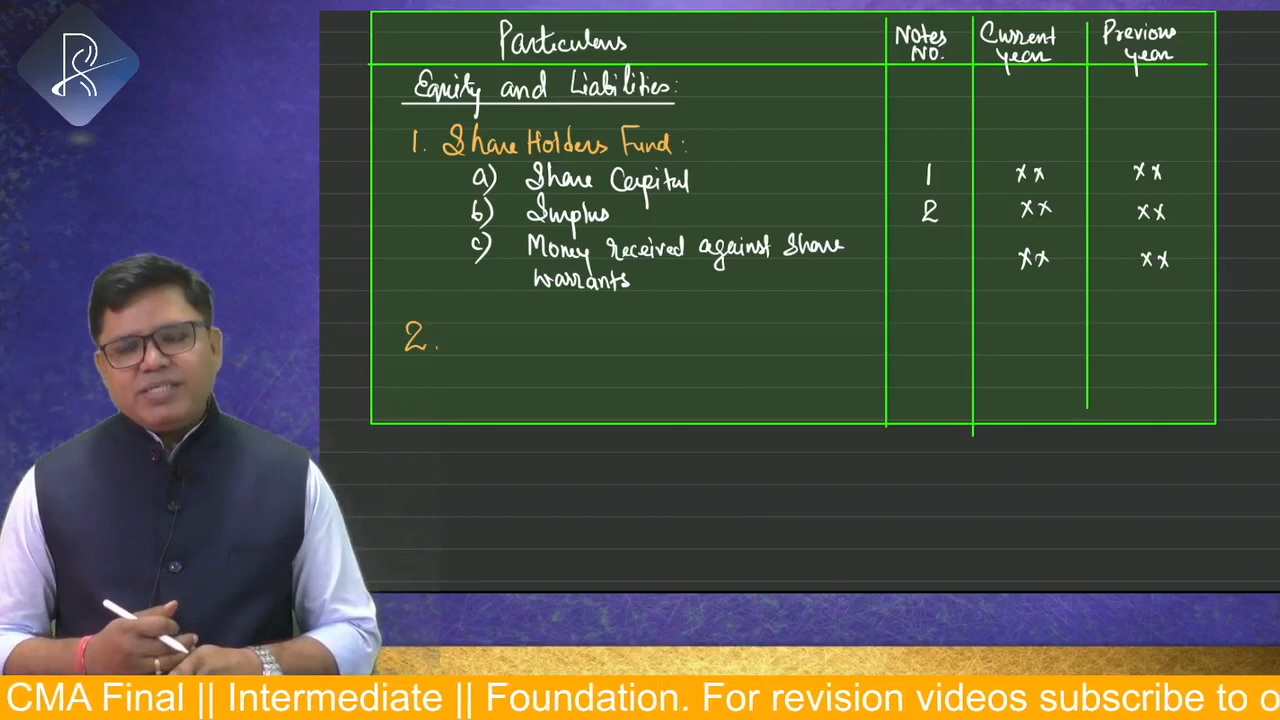 Particulars Notes No. Current year Previous year
Equity and Liabilities:
1. Share Holders Fund:
a) Share Capital 1 xx xx
b) Surplus 2 xx xx
c) Money received against Share xx xx
warrants
2.
CMA Final || Intermediate || Foundation. For revision videos subscribe to o